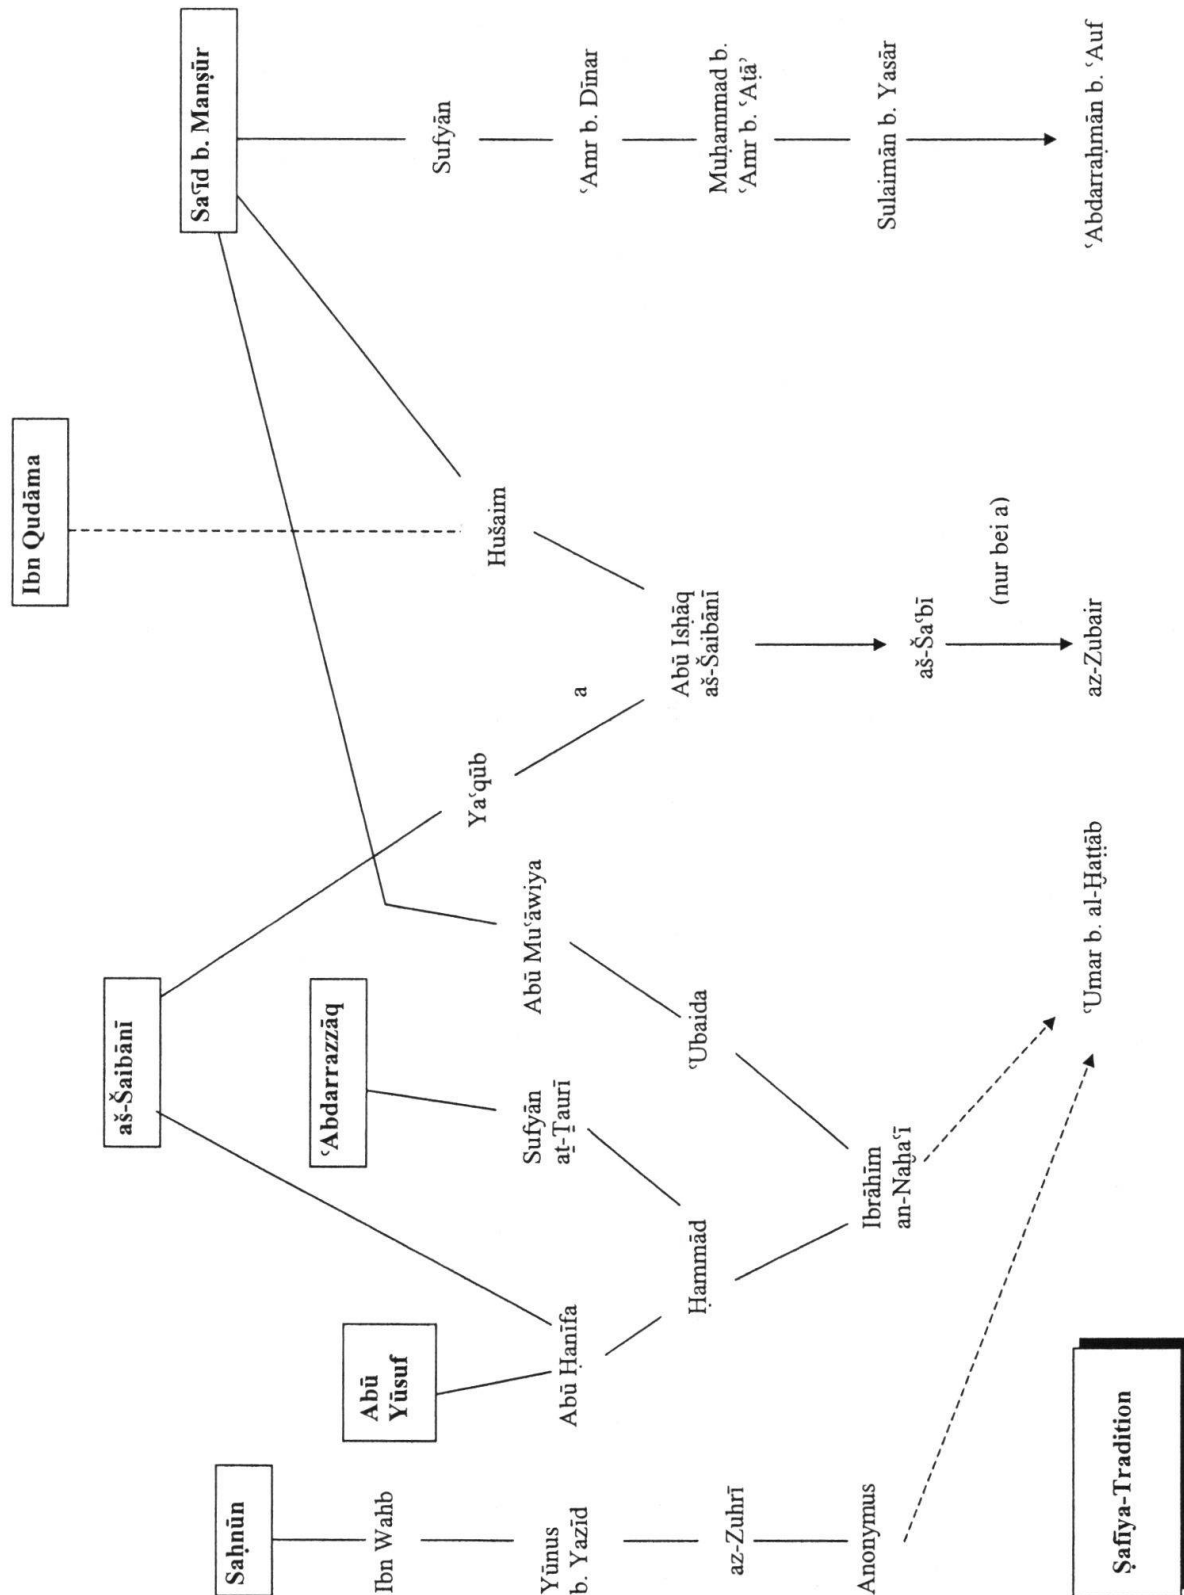 Saḥnūn
Ibn Wahb
Yūnus
b. Yazīd
az-Zuhrī
Anonymus
Abū
Yūsuf
Abū Ḥanīfa
Ḥammād
aš-Šaibānī
ʿAbdarrazzāq
Sufyān
aṯ-Ṯaurī
Ibrāhīm
an-Naḫaʿī
Abū Muʿāwiya
ʿUbaida
ʿUmar b. al-Ḫaṭṭāb
Yaʿqūb
a
Ibn Qudāma
Hušaim
Abū Isḥāq
aš-Šaibānī
aš-Šaʿbī
(nur bei a)
az-Zubair
Saʿīd b. Manṣūr
Sufyān
ʿAmr b. Dīnar
Muḥammad b.
ʿAmr b. ʿAṭāʾ
Sulaimān b. Yasār
ʿAbdarraḥmān b. ʿAuf
Ṣafīya-Tradition